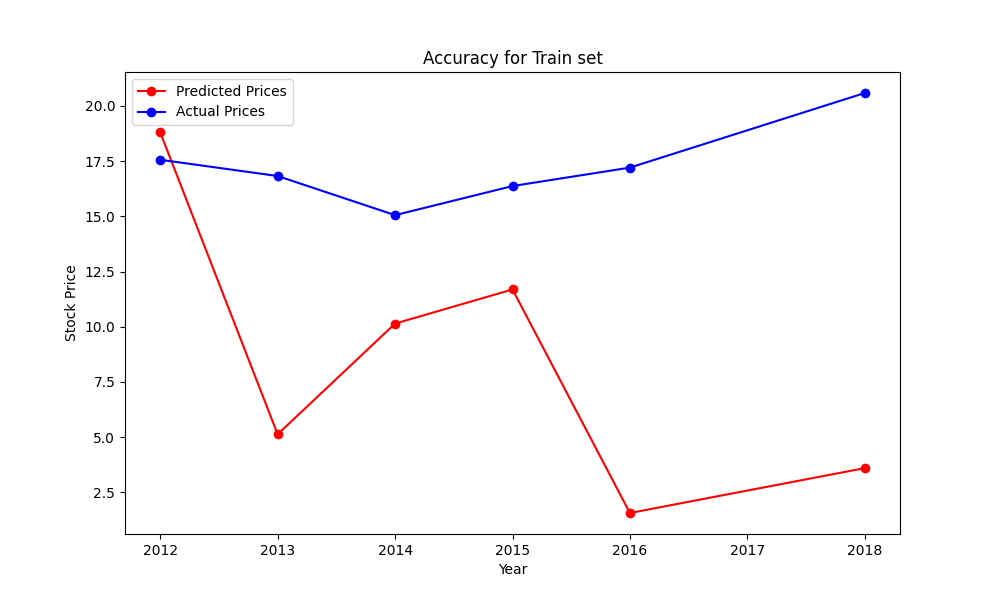 Accuracy for Train set
Predicted Prices
Actual Prices
20.0
17.5
15.0
12.5
10.0
7.5
5.0
2.5
Stock Price
2012 2013 2014 2015 2016 2017 2018
Year